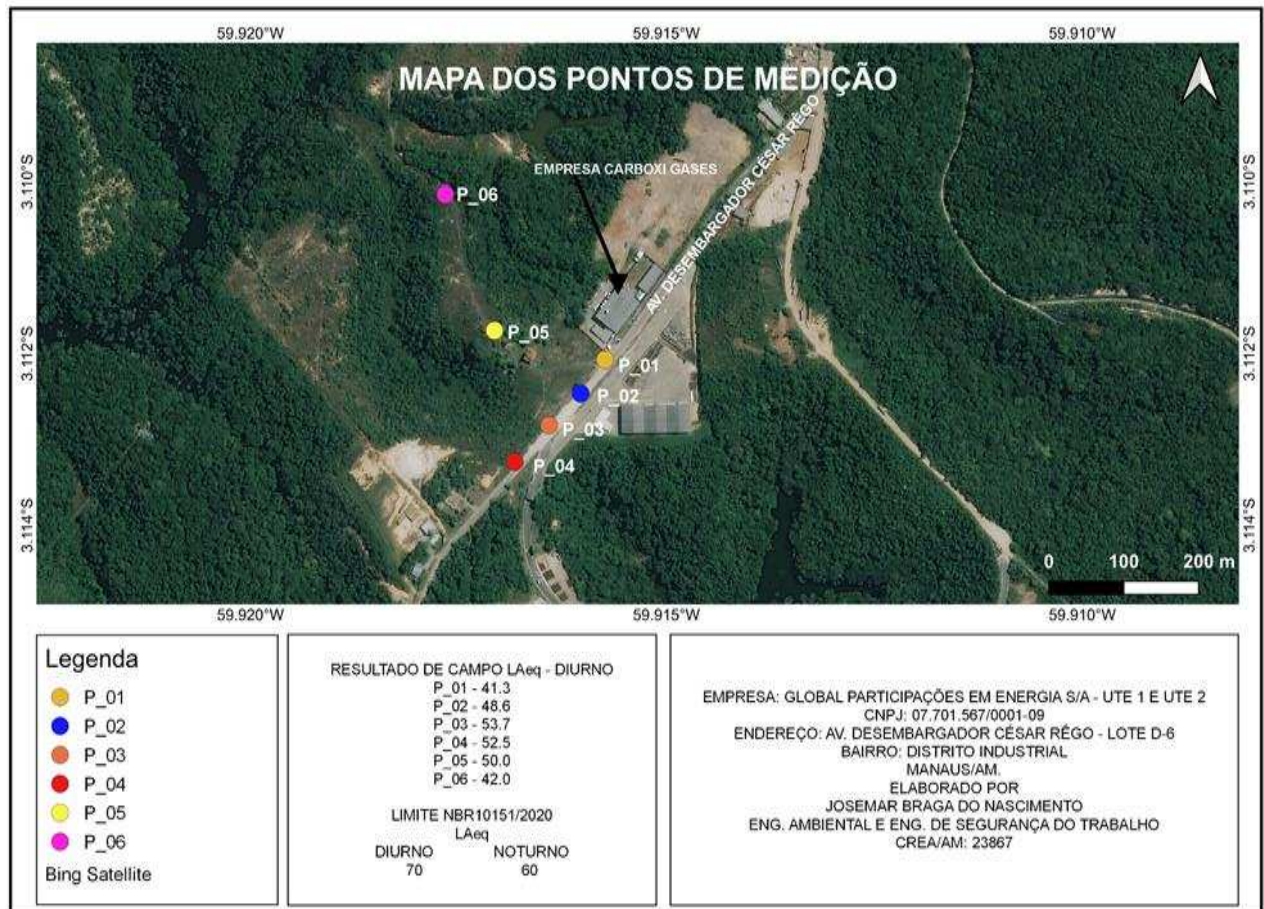 59.920°W 59.915°W 59.910°W
MAPA DOS PONTOS DE MEDIÇÃO
3.110°S
3.110°S
EMPRESA CARBOXI GASES
AV. DESEMBARGADOR CÉSAR RÊGO
P_06
P_05
3.112°S
3.112°S
P_01
P_02
P_03
P_04
3.114°S
3.114°S
0 100 200 m
59.920°W 59.915°W 59.910°W
Legenda
P_01
P_02
P_03
P_04
P_05
P_06
Bing Satellite
RESULTADO DE CAMPO LAeq - DIURNO
P_01 - 41.3
P_02 - 48.6
P_03 - 53.7
P_04 - 52.5
P_05 - 50.0
P_06 - 42.0
LIMITE NBR10151/2020
LAeq
DIURNO NOTURNO
70 60
EMPRESA: GLOBAL PARTICIPAÇÕES EM ENERGIA S/A - UTE 1 E UTE 2
CNPJ: 07.701.567/0001-09
ENDEREÇO: AV. DESEMBARGADOR CÉSAR RÊGO - LOTE D-6
BAIRRO: DISTRITO INDUSTRIAL
MANAUS/AM.
ELABORADO POR
JOSEMAR BRAGA DO NASCIMENTO
ENG. AMBIENTAL E ENG. DE SEGURANÇA DO TRABALHO
CREA/AM: 23867